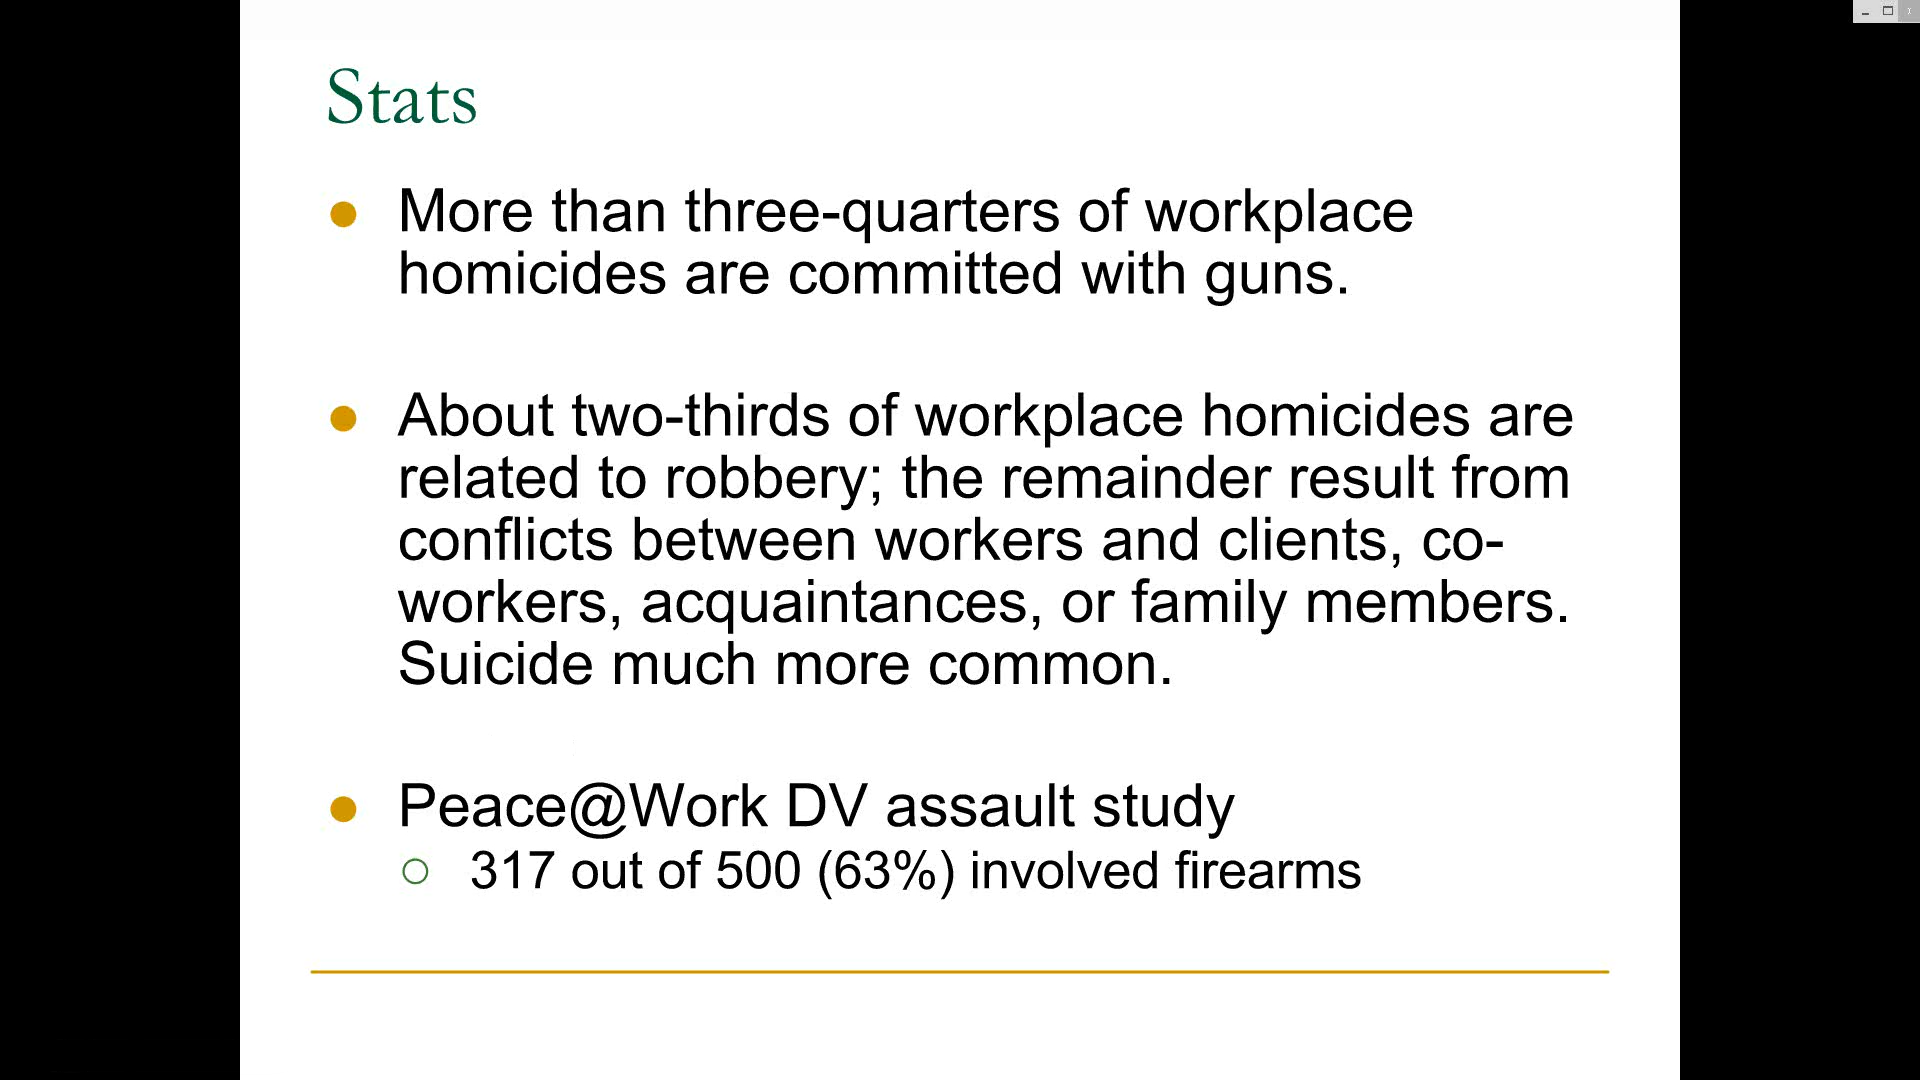 Stats
More than three-quarters of workplace
homicides are committed with guns.
About two-thirds of workplace homicides are
related to robbery; the remainder result from
conflicts between workers and clients, co-
workers, acquaintances, or family members.
Suicide much more common.
Peace@Work DV assault study
317 out of 500 (63%) involved firearms